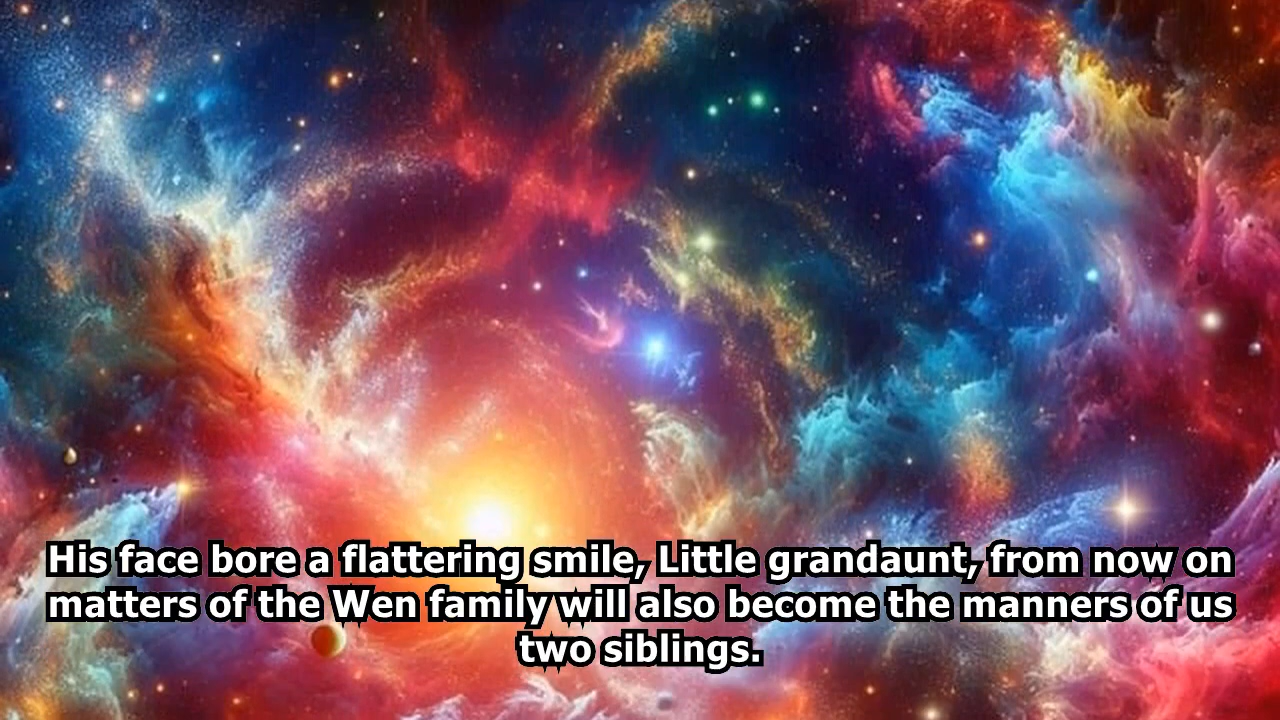 His face bore a flattering smile, Little grandaunt, from now on
matters of the Wen family will also become the manners of us
two siblings.